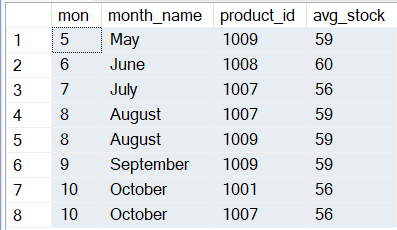 mon month_name product_id avg_stock
1 5 May 1009 59
2 6 June 1008 60
3 7 July 1007 56
4 8 August 1007 59
5 8 August 1009 59
6 9 September 1009 59
7 10 October 1001 56
8 10 October 1007 56